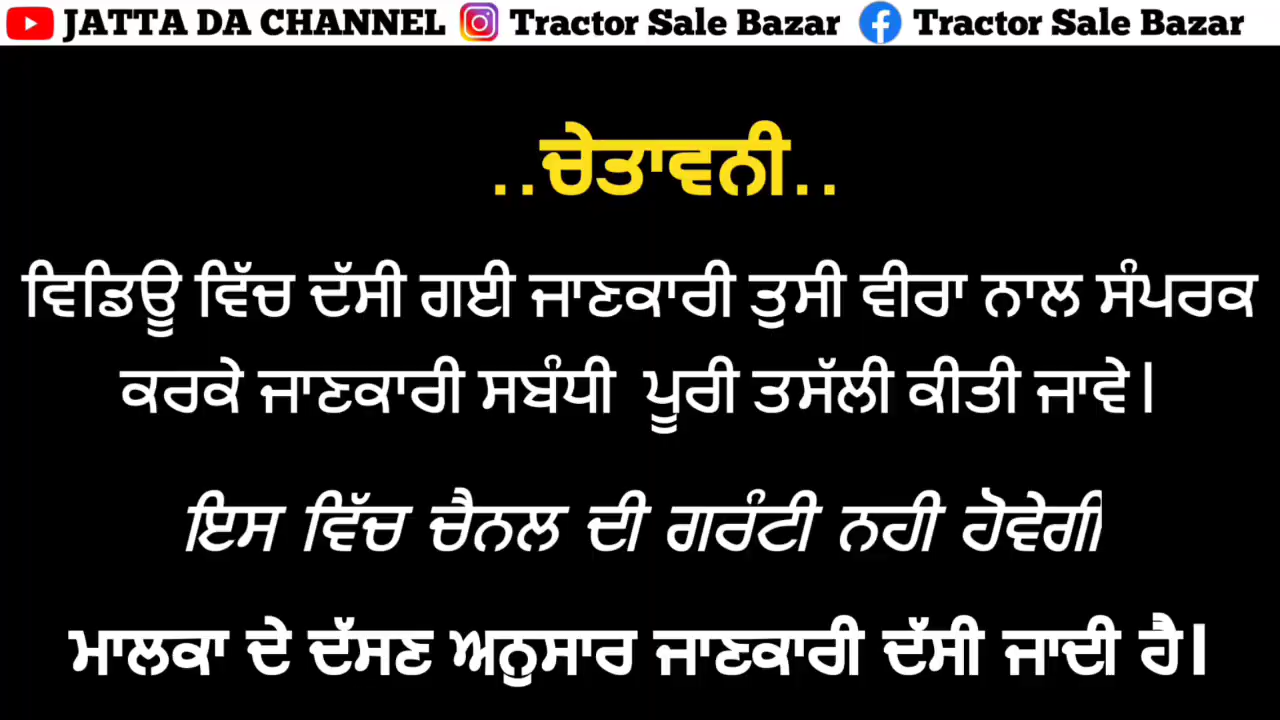 JATTA DA CHANNEL Tractor Sale Bazar Tractor Sale Bazar
..ਚੇਤਾਵਨੀ..
ਵਿਡਿਊ ਵਿੱਚ ਦੱਸੀ ਗਈ ਜਾਣਕਾਰੀ ਤੁਸੀ ਵੀਰਾ ਨਾਲ ਸੰਪਰਕ
ਕਰਕੇ ਜਾਣਕਾਰੀ ਸਬੰਧੀ ਪੂਰੀ ਤਸੱਲੀ ਕੀਤੀ ਜਾਵੇ।
ਇਸ ਵਿੱਚ ਚੈਨਲ ਦੀ ਗਰੰਟੀ ਨਹੀ ਹੋਵੇਗੀ
ਮਾਲਕਾ ਦੇ ਦੱਸਣ ਅਨੁਸਾਰ ਜਾਣਕਾਰੀ ਦੱਸੀ ਜਾਦੀ ਹੈ।